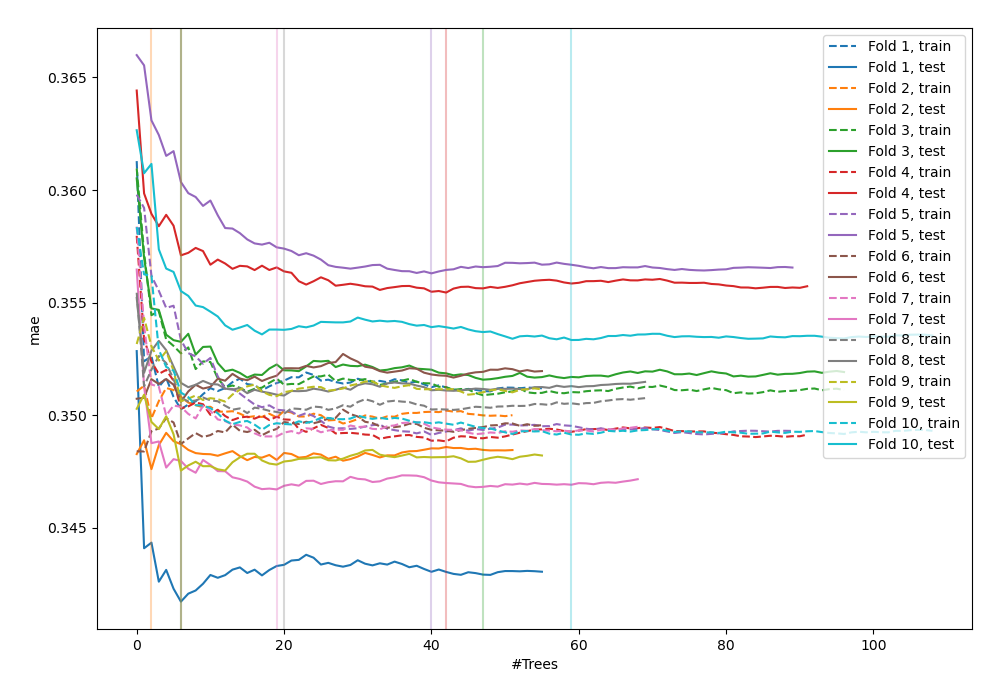 mae
0.365
0.360
0.355
0.350
0.345
0
20
40
60
80
100
#Trees
Fold 1, train
Fold 1, test
Fold 2, train
Fold 2, test
Fold 3, train
Fold 3, test
Fold 4, train
Fold 4, test
Fold 5, train
Fold 5, test
Fold 6, train
Fold 6, test
Fold 7, train
Fold 7, test
Fold 8, train
Fold 8, test
Fold 9, train
Fold 9, test
Fold 10, train
Fold 10, test